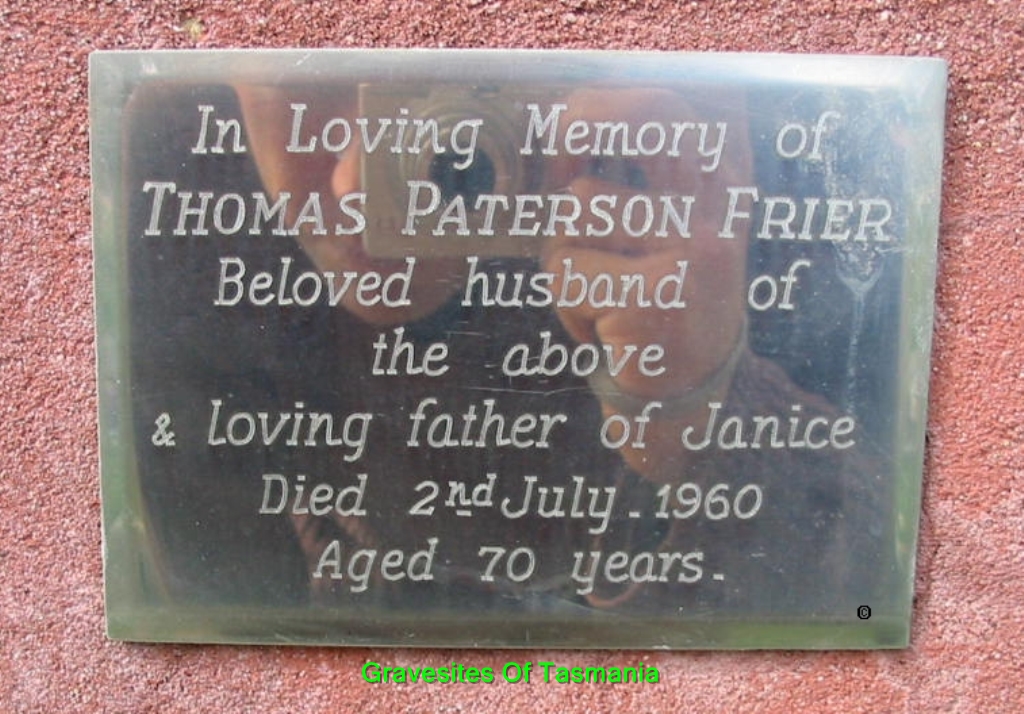 In Loving Memory of
THOMAS PATERSON FRIER
Beloved husband of
the above
& loving father of Janice
Died 2nd July. 1960
Aged 70 years.
©
Gravesites Of Tasmania